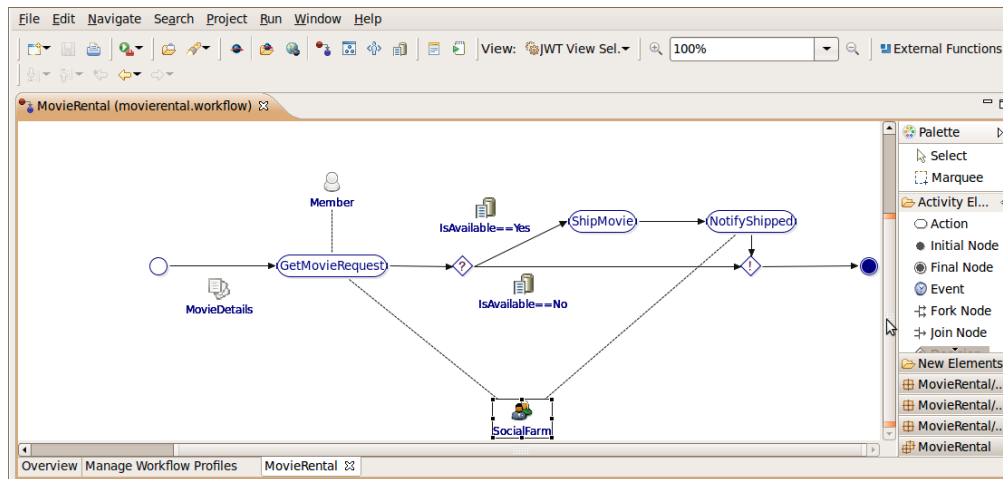 File Edit Navigate Search Project Run Window Help
View: JWT View Sel. 100% External Functions
MovieRental (movierental.workflow)
Palette
Select
Marquee
Activity El...
Action
Initial Node
Final Node
Event
Fork Node
Join Node
New Elements
MovieRental/...
MovieRental/...
MovieRental/...
MovieRental
Member
IsAvailable==Yes
ShipMovie
NotifyShipped
GetMovieRequest
?
!
MovieDetails
IsAvailable==No
SocialFarm
Overview Manage Workflow Profiles MovieRental